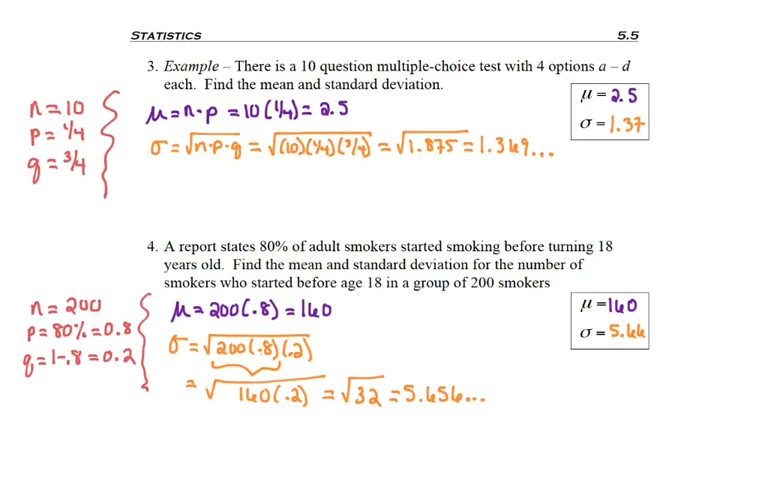 STATISTICS 5.5
3. Example – There is a 10 question multiple-choice test with 4 options a – d
each. Find the mean and standard deviation.
n = 10
p = 1/4
q = 3/4
μ = n·p = 10(1/4) = 2.5
σ = √n·p·q = √(10)(1/4)(3/4) = √1.875 = 1.369...
μ = 2.5
σ = 1.37
4. A report states 80% of adult smokers started smoking before turning 18
years old. Find the mean and standard deviation for the number of
smokers who started before age 18 in a group of 200 smokers
n = 200
p = 80% = 0.8
q = 1-.8 = 0.2
μ = 200(.8) = 160
σ = √200(.8)(.2)
= √160(.2) = √32 = 5.656...
μ = 160
σ = 5.66